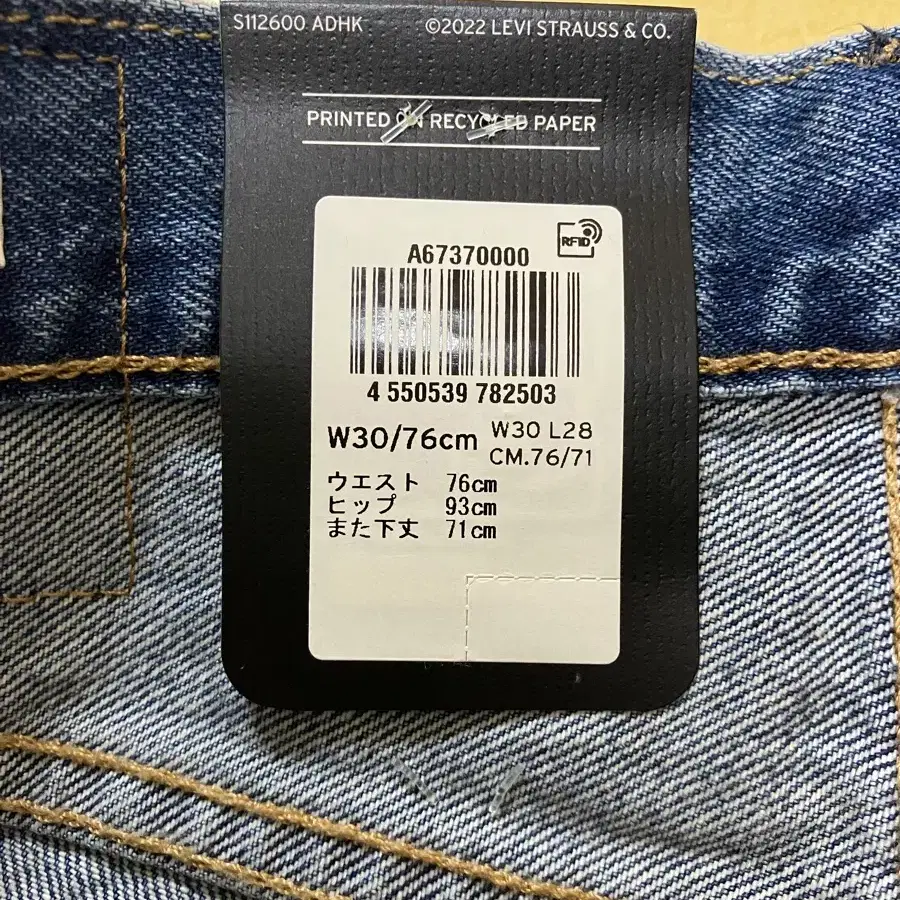 S112600 ADHK ©2022 LEVI STRAUSS & CO.
PRINTED ON RECYCLED PAPER
RFID
A67370000
4 550539 782503
W30/76cm W30 L28
CM.76/71
ウエスト 76cm
ヒップ 93cm
また下丈 71cm